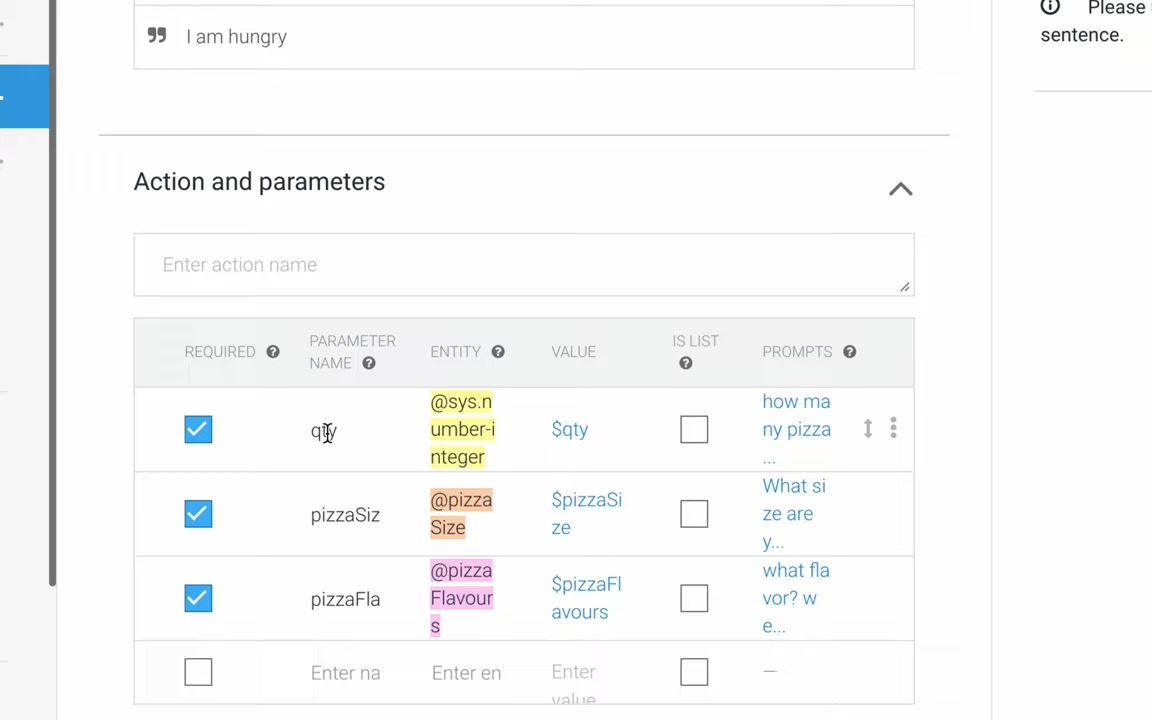 Please
sentence.
I am hungry
Action and parameters
Enter action name
REQUIRED
PARAMETER
NAME
ENTITY
VALUE
IS LIST
PROMPTS
qty
@sys.n
umber-i
nteger
$qty
how ma
ny pizza
...
pizzaSiz
@pizza
Size
$pizzaSi
ze
What si
ze are
y...
pizzaFla
@pizza
Flavour
s
$pizzaFl
avours
what fla
vor? w
e...
Enter na
Enter en
Enter
value